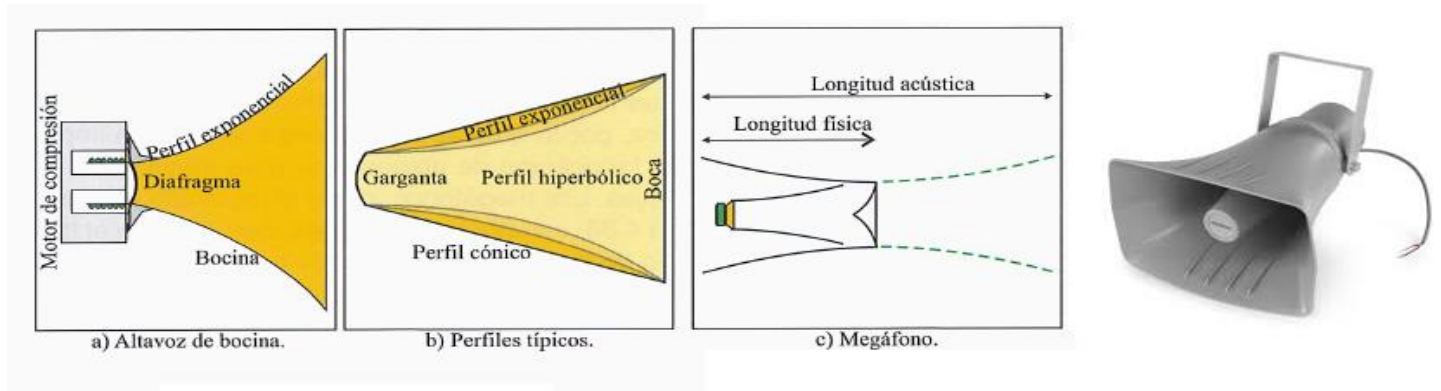 Motor de compresión
Perfil exponencial
Diafragma
Bocina
a) Altavoz de bocina.
Perfil exponencial
Garganta
Perfil hiperbólico
Boca
Perfil cónico
b) Perfiles típicos.
Longitud acústica
Longitud física
c) Megáfono.